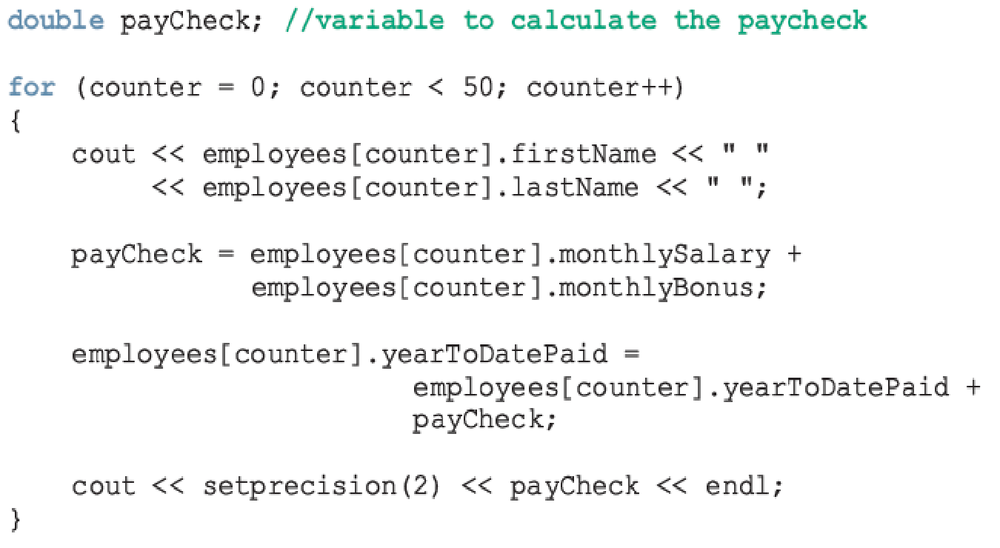 double payCheck; //variable to calculate the paycheck
for (counter = 0; counter < 50; counter++)
{
    cout << employees[counter].firstName << " "
         << employees[counter].lastName << " ";
    payCheck = employees[counter].monthlySalary +
               employees[counter].monthlyBonus;
    employees[counter].yearToDatePaid =
                         employees[counter].yearToDatePaid +
                         payCheck;
    cout << setprecision(2) << payCheck << endl;
}